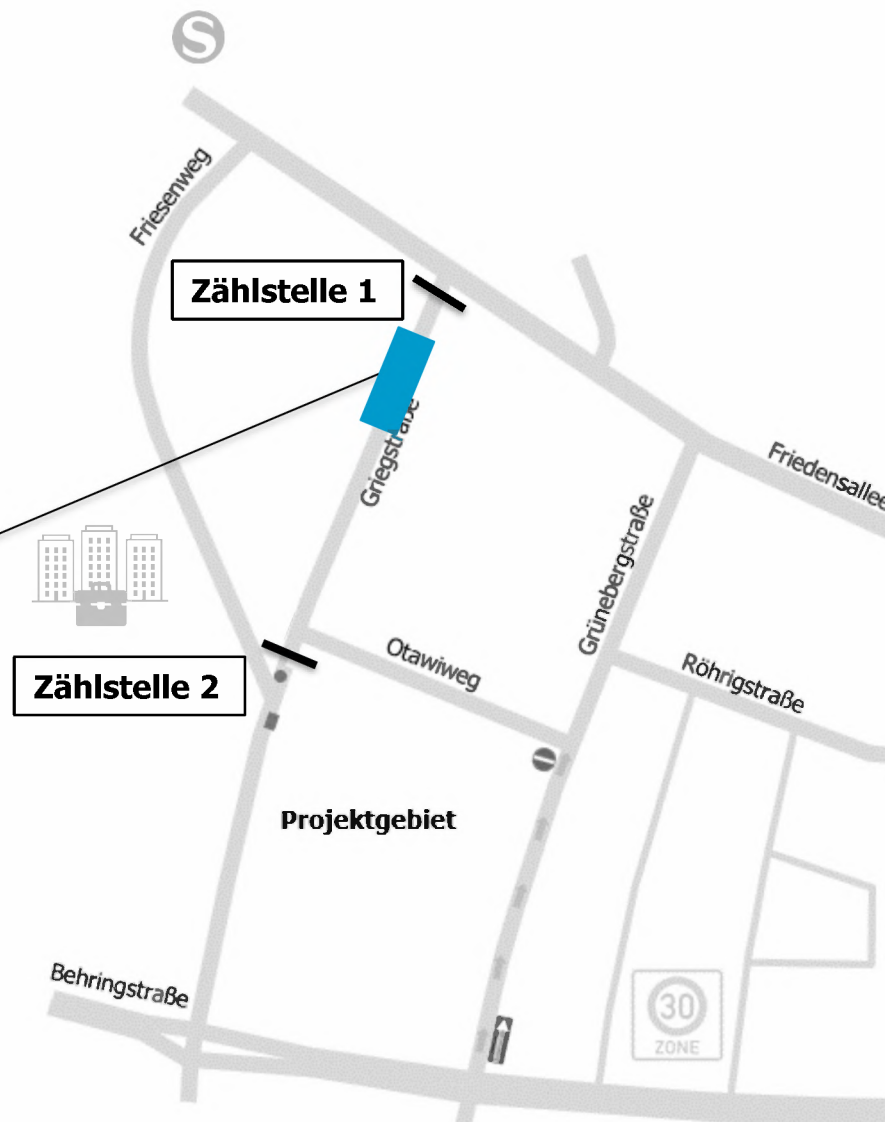 S
Friesenweg
Zählstelle 1
Griegstraße
Friedensallee
Grünebergstraße
Otawiweg
Röhrigstraße
Zählstelle 2
Projektgebiet
Behringstraße
30
ZONE